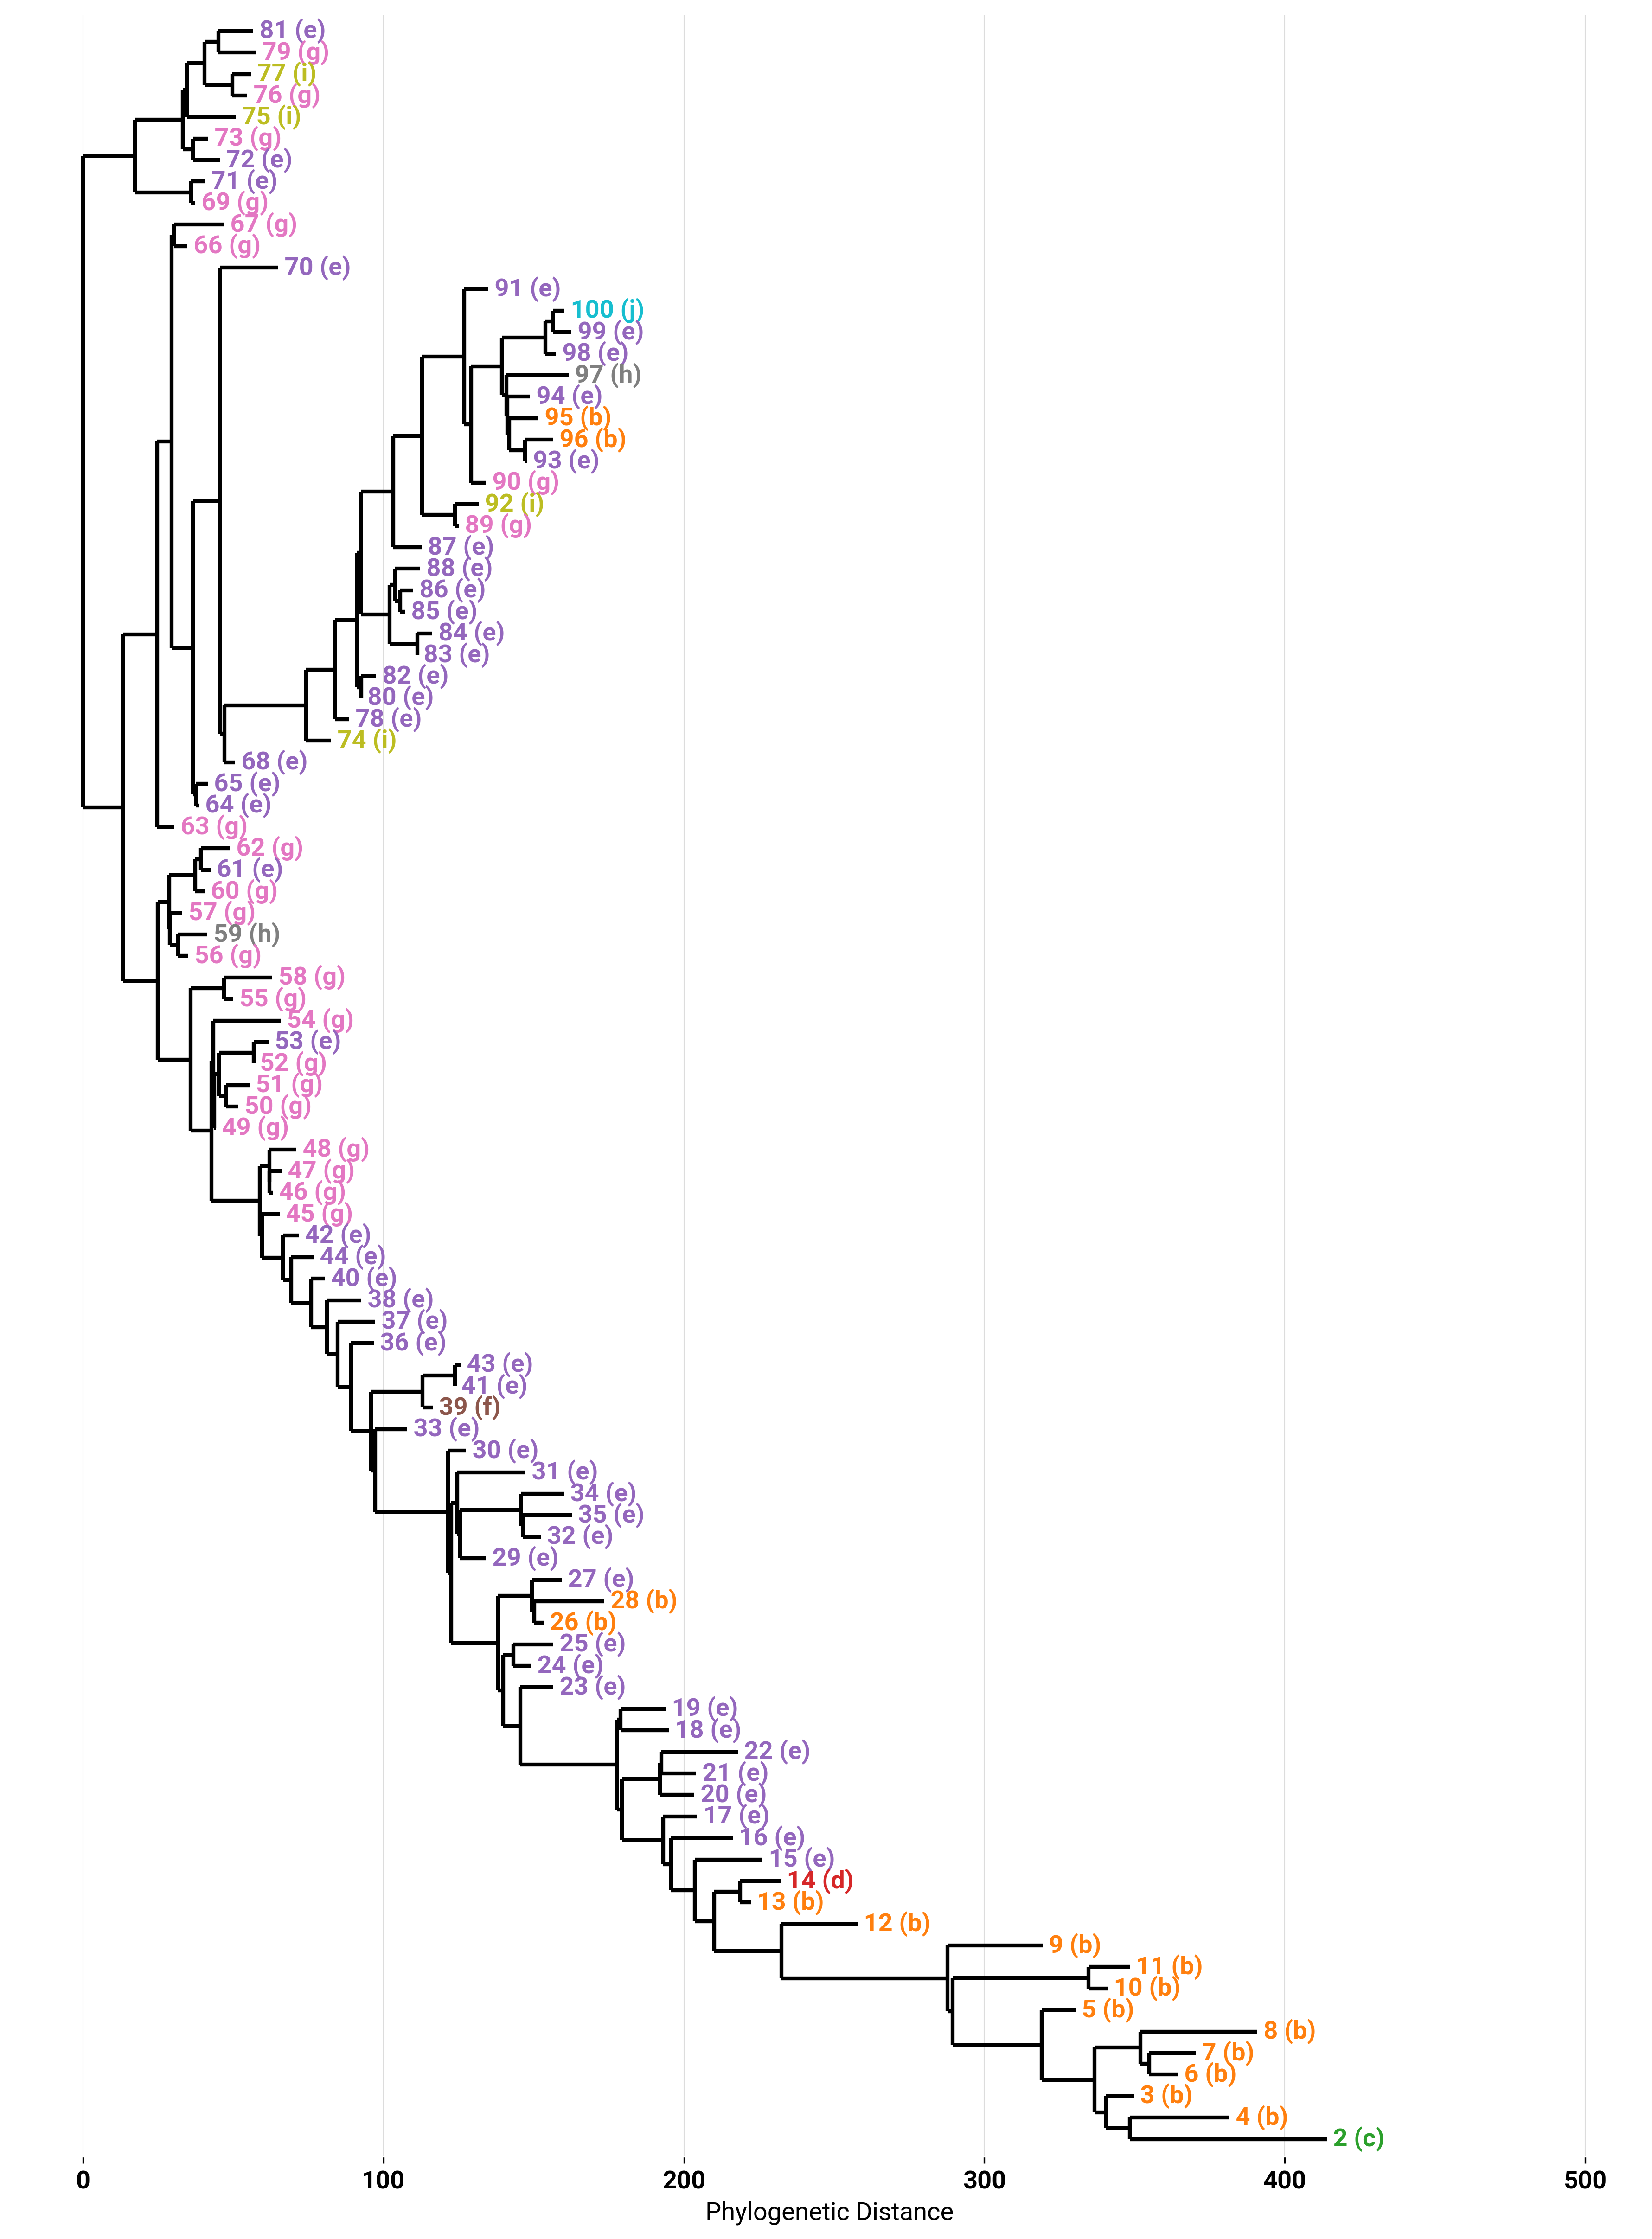 81 (e)
79 (g)
77 (i)
76 (g)
75 (i)
73 (g)
72 (e)
71 (e)
69 (g)
67 (g)
66 (g)
70 (e)
91 (e)
100 (j)
99 (e)
98 (e)
97 (h)
94 (e)
95 (b)
96 (b)
93 (e)
90 (g)
92 (i)
89 (g)
87 (e)
88 (e)
86 (e)
85 (e)
84 (e)
83 (e)
82 (e)
80 (e)
78 (e)
74 (i)
68 (e)
65 (e)
64 (e)
63 (g)
62 (g)
61 (e)
60 (g)
57 (g)
59 (h)
56 (g)
58 (g)
55 (g)
54 (g)
53 (e)
52 (g)
51 (g)
50 (g)
49 (g)
48 (g)
47 (g)
46 (g)
45 (g)
42 (e)
44 (e)
40 (e)
38 (e)
37 (e)
36 (e)
43 (e)
41 (e)
39 (f)
33 (e)
30 (e)
31 (e)
34 (e)
35 (e)
32 (e)
29 (e)
27 (e)
28 (b)
26 (b)
25 (e)
24 (e)
23 (e)
19 (e)
18 (e)
22 (e)
21 (e)
20 (e)
17 (e)
16 (e)
15 (e)
14 (d)
13 (b)
12 (b)
9 (b)
11 (b)
10 (b)
5 (b)
8 (b)
7 (b)
6 (b)
3 (b)
4 (b)
2 (c)
0 100 200 300 400 500
Phylogenetic Distance